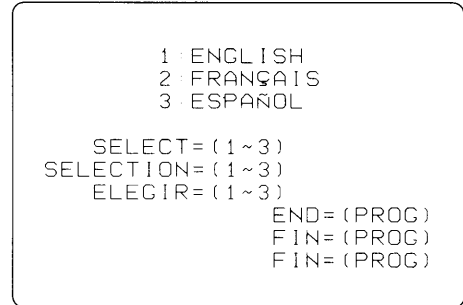 1 ENGLISH
2 FRANÇAIS
3 ESPAÑOL
SELECT=(1~3)
SELECTION=(1~3)
ELEGIR=(1~3)
END=(PROG)
FIN=(PROG)
FIN=(PROG)